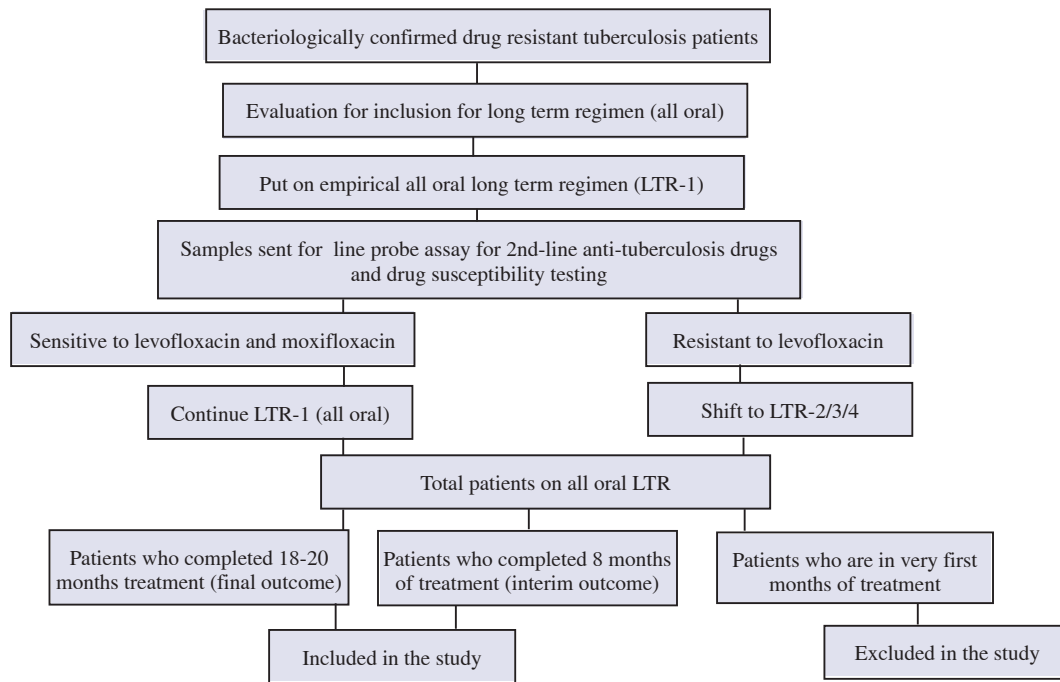 Bacteriologically confirmed drug resistant tuberculosis patients
Evaluation for inclusion for long term regimen (all oral)
Put on empirical all oral long term regimen (LTR-1)
Samples sent for line probe assay for 2nd-line anti-tuberculosis drugs
and drug susceptibility testing
Sensitive to levofloxacin and moxifloxacin
Resistant to levofloxacin
Continue LTR-1 (all oral)
Shift to LTR-2/3/4
Total patients on all oral LTR
Patients who completed 18-20
months treatment (final outcome)
Patients who completed 8 months
of treatment (interim outcome)
Patients who are in very first
months of treatment
Included in the study
Excluded in the study